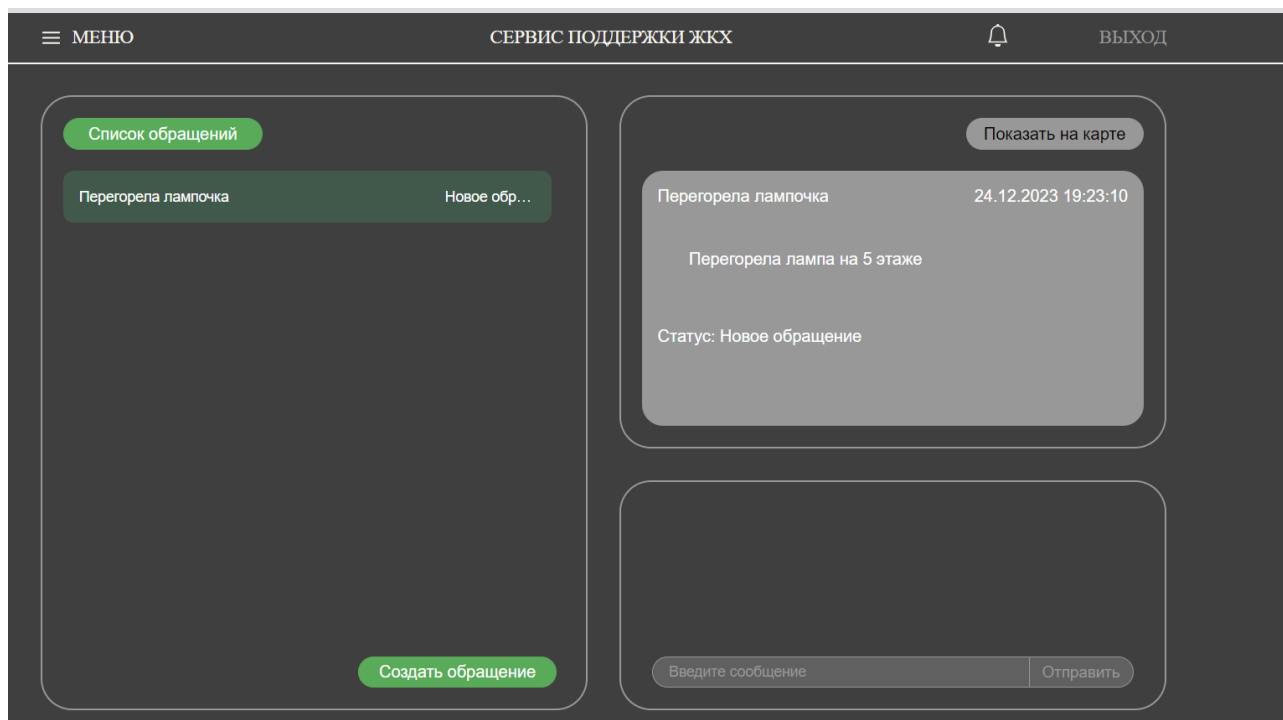 МЕНЮ
СЕРВИС ПОДДЕРЖКИ ЖКХ
ВЫХОД
Список обращений
Перегорела лампочка
Новое обр...
Создать обращение
Показать на карте
Перегорела лампочка
24.12.2023 19:23:10
Перегорела лампа на 5 этаже
Статус: Новое обращение
Введите сообщение
Отправить